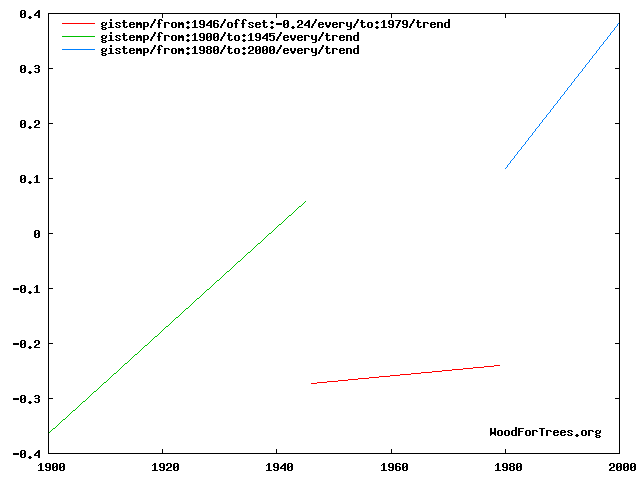 gistemp/from:1946/offset:-0.24/every/to:1979/trend
gistemp/from:1900/to:1945/every/trend
gistemp/from:1980/to:2000/every/trend
0.4
0.3
0.2
0.1
0
-0.1
-0.2
-0.3
-0.4
WoodForTrees.org
1900 1920 1940 1960 1980 2000